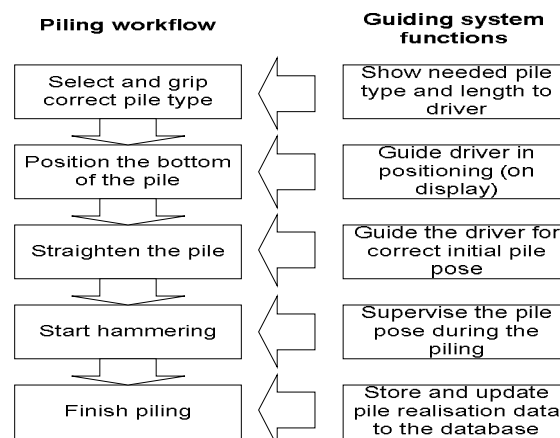 Piling workflow
Guiding system
functions
Select and grip
correct pile type
Show needed pile
type and length to
driver
Position the bottom
of the pile
Guide driver in
positioning (on
display)
Straighten the pile
Guide the driver for
correct initial pile
pose
Start hammering
Supervise the pile
pose during the
piling
Finish piling
Store and update
pile realisation data
to the database